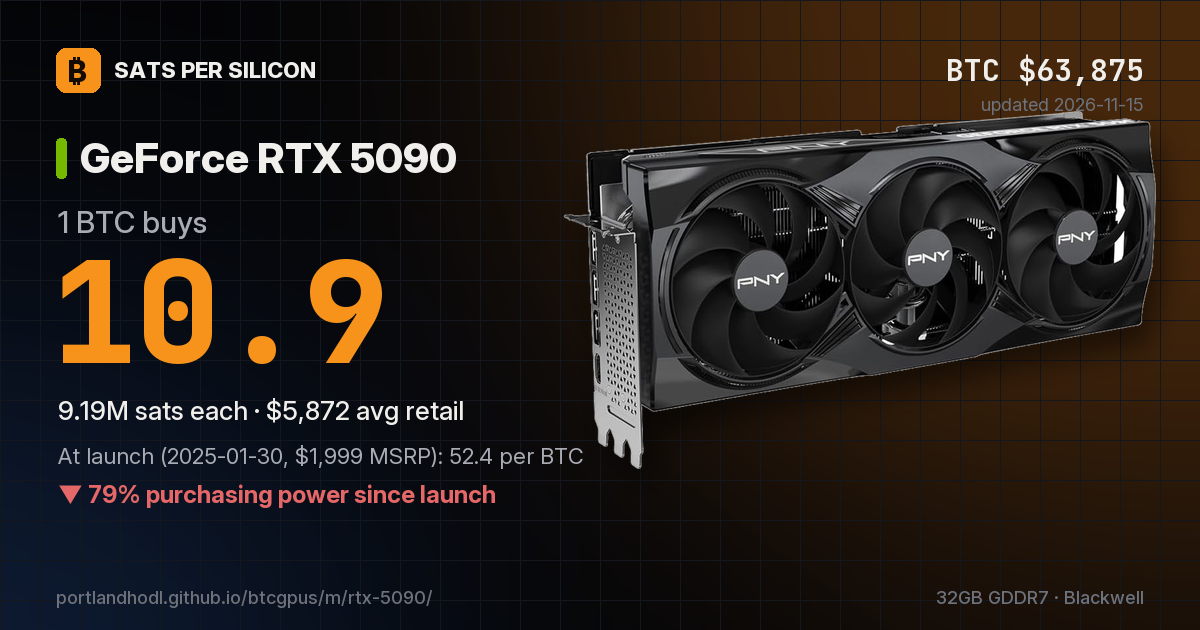 SATS PER SILICON
BTC $63,875
updated 2026-11-15
GeForce RTX 5090
1 BTC buys
10.9
9.19M sats each · $5,872 avg retail
At launch (2025-01-30, $1,999 MSRP): 52.4 per BTC
▼ 79% purchasing power since launch
PNY
PNY
PNY
portlandhodl.github.io/btcgpus/m/rtx-5090/
32GB GDDR7 · Blackwell